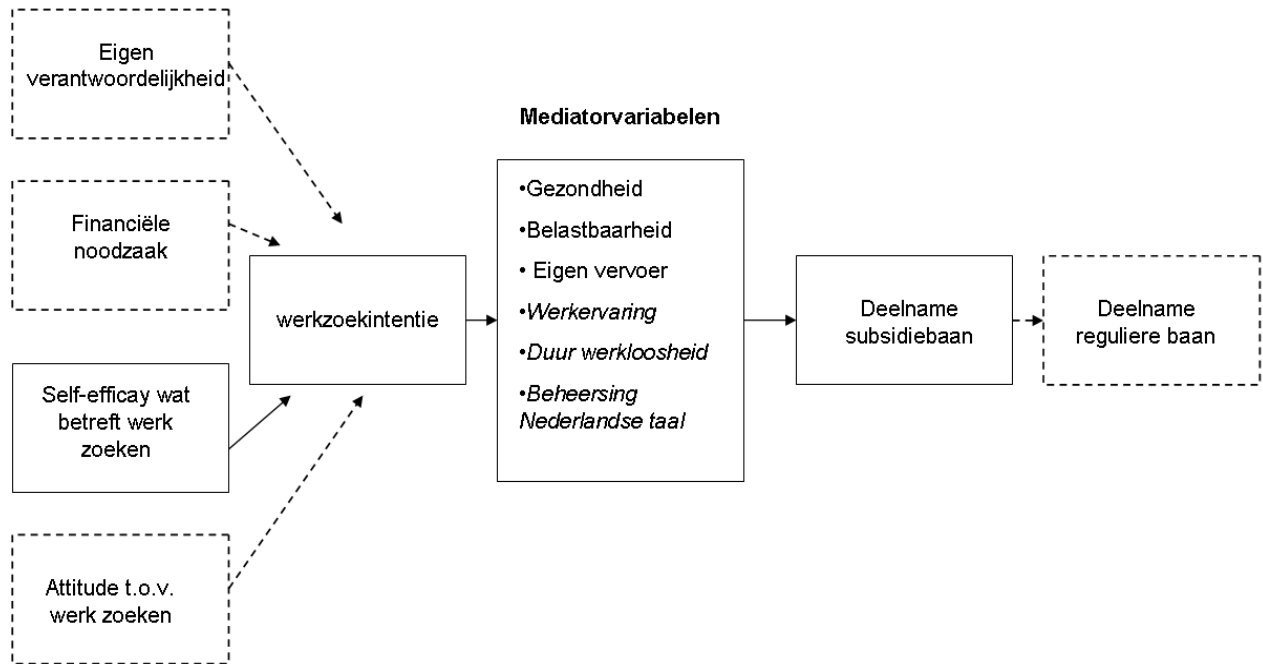 Eigen
verantwoordelijkheid
Financiële
noodzaak
Self-efficay wat
betreft werk
zoeken
Attitude t.o.v.
werk zoeken
werkzoekintentie
Mediatorvariabelen
•Gezondheid
•Belastbaarheid
• Eigen vervoer
•Werkervaring
•Duur werkloosheid
•Beheersing
Nederlandse taal
Deelname
subsidiebaan
Deelname
reguliere baan